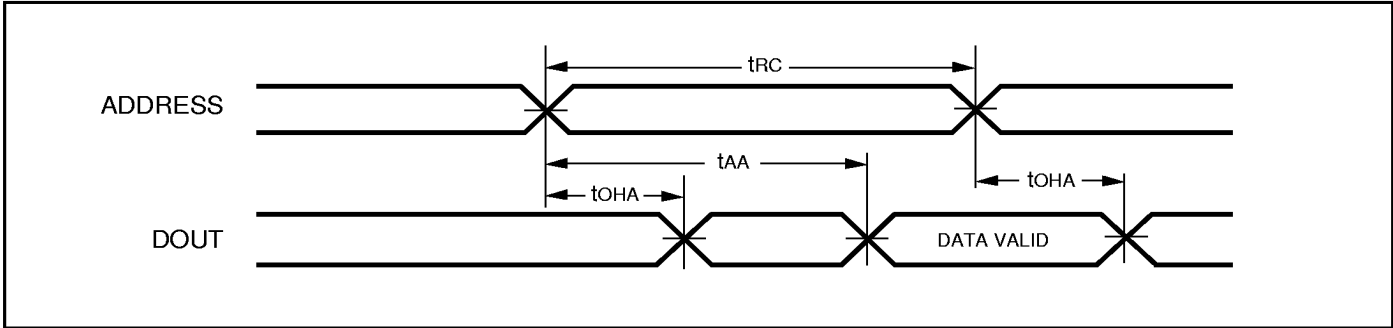 tRC
ADDRESS
tAA
tOHA
tOHA
DOUT
DATA VALID